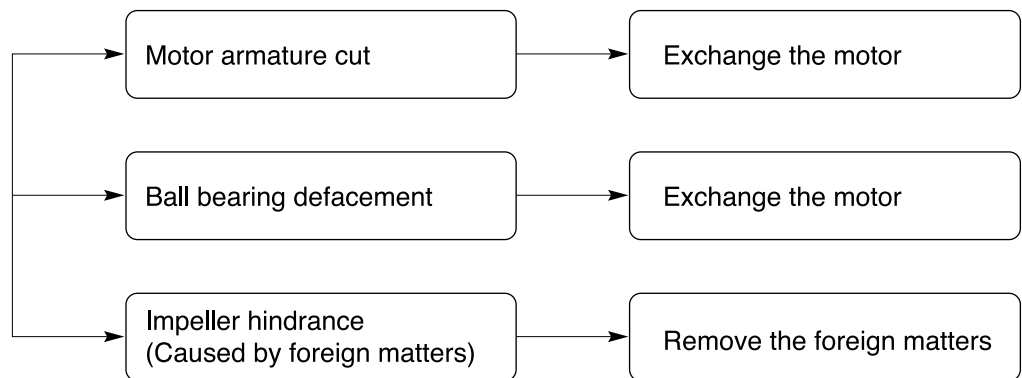 Motor armature cut
Exchange the motor
Ball bearing defacement
Exchange the motor
Impeller hindrance
(Caused by foreign matters)
Remove the foreign matters